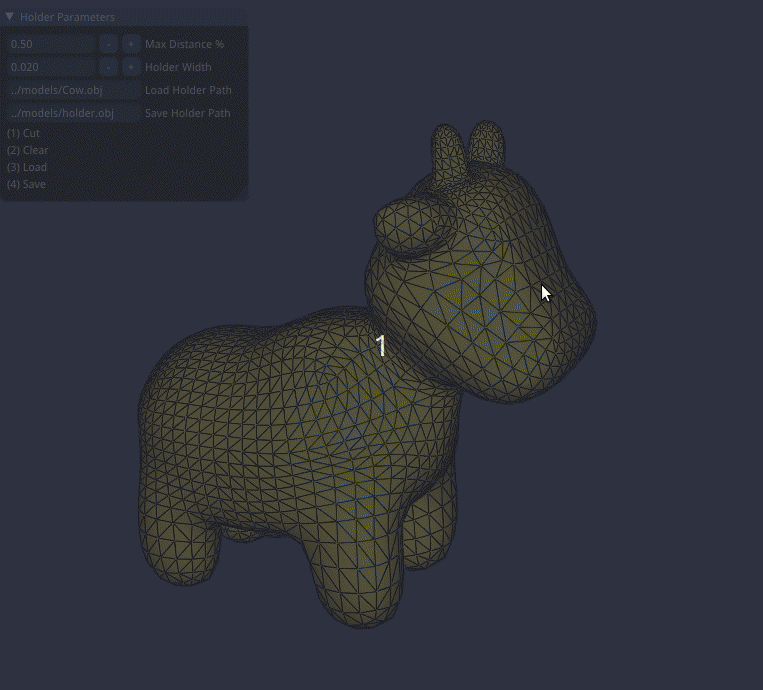 Holder Parameters
0.50 - + Max Distance %
0.020 - + Holder Width
../models/Cow.obj Load Holder Path
../models/holder.obj Save Holder Path
(1) Cut
(2) Clear
(3) Load
(4) Save
1